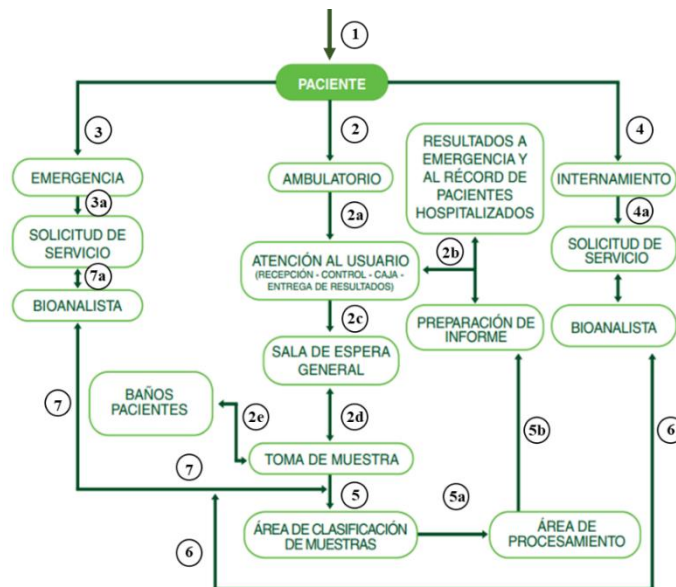 1
PACIENTE
3
2
4
EMERGENCIA
AMBULATORIO
RESULTADOS A
EMERGENCIA Y
AL RÉCORD DE
PACIENTES
HOSPITALIZADOS
INTERNAMIENTO
3a
2a
4a
SOLICITUD DE
SERVICIO
ATENCIÓN AL USUARIO
(RECEPCIÓN - CONTROL - CAJA -
ENTREGA DE RESULTADOS)
2b
SOLICITUD DE
SERVICIO
7a
BIOANALISTA
2c
PREPARACIÓN DE
INFORME
BIOANALISTA
SALA DE ESPERA
GENERAL
BAÑOS
PACIENTES
7
2e
2d
5b
6
TOMA DE MUESTRA
7
5
5a
ÁREA DE CLASIFICACIÓN
DE MUESTRAS
ÁREA DE
PROCESAMIENTO
6